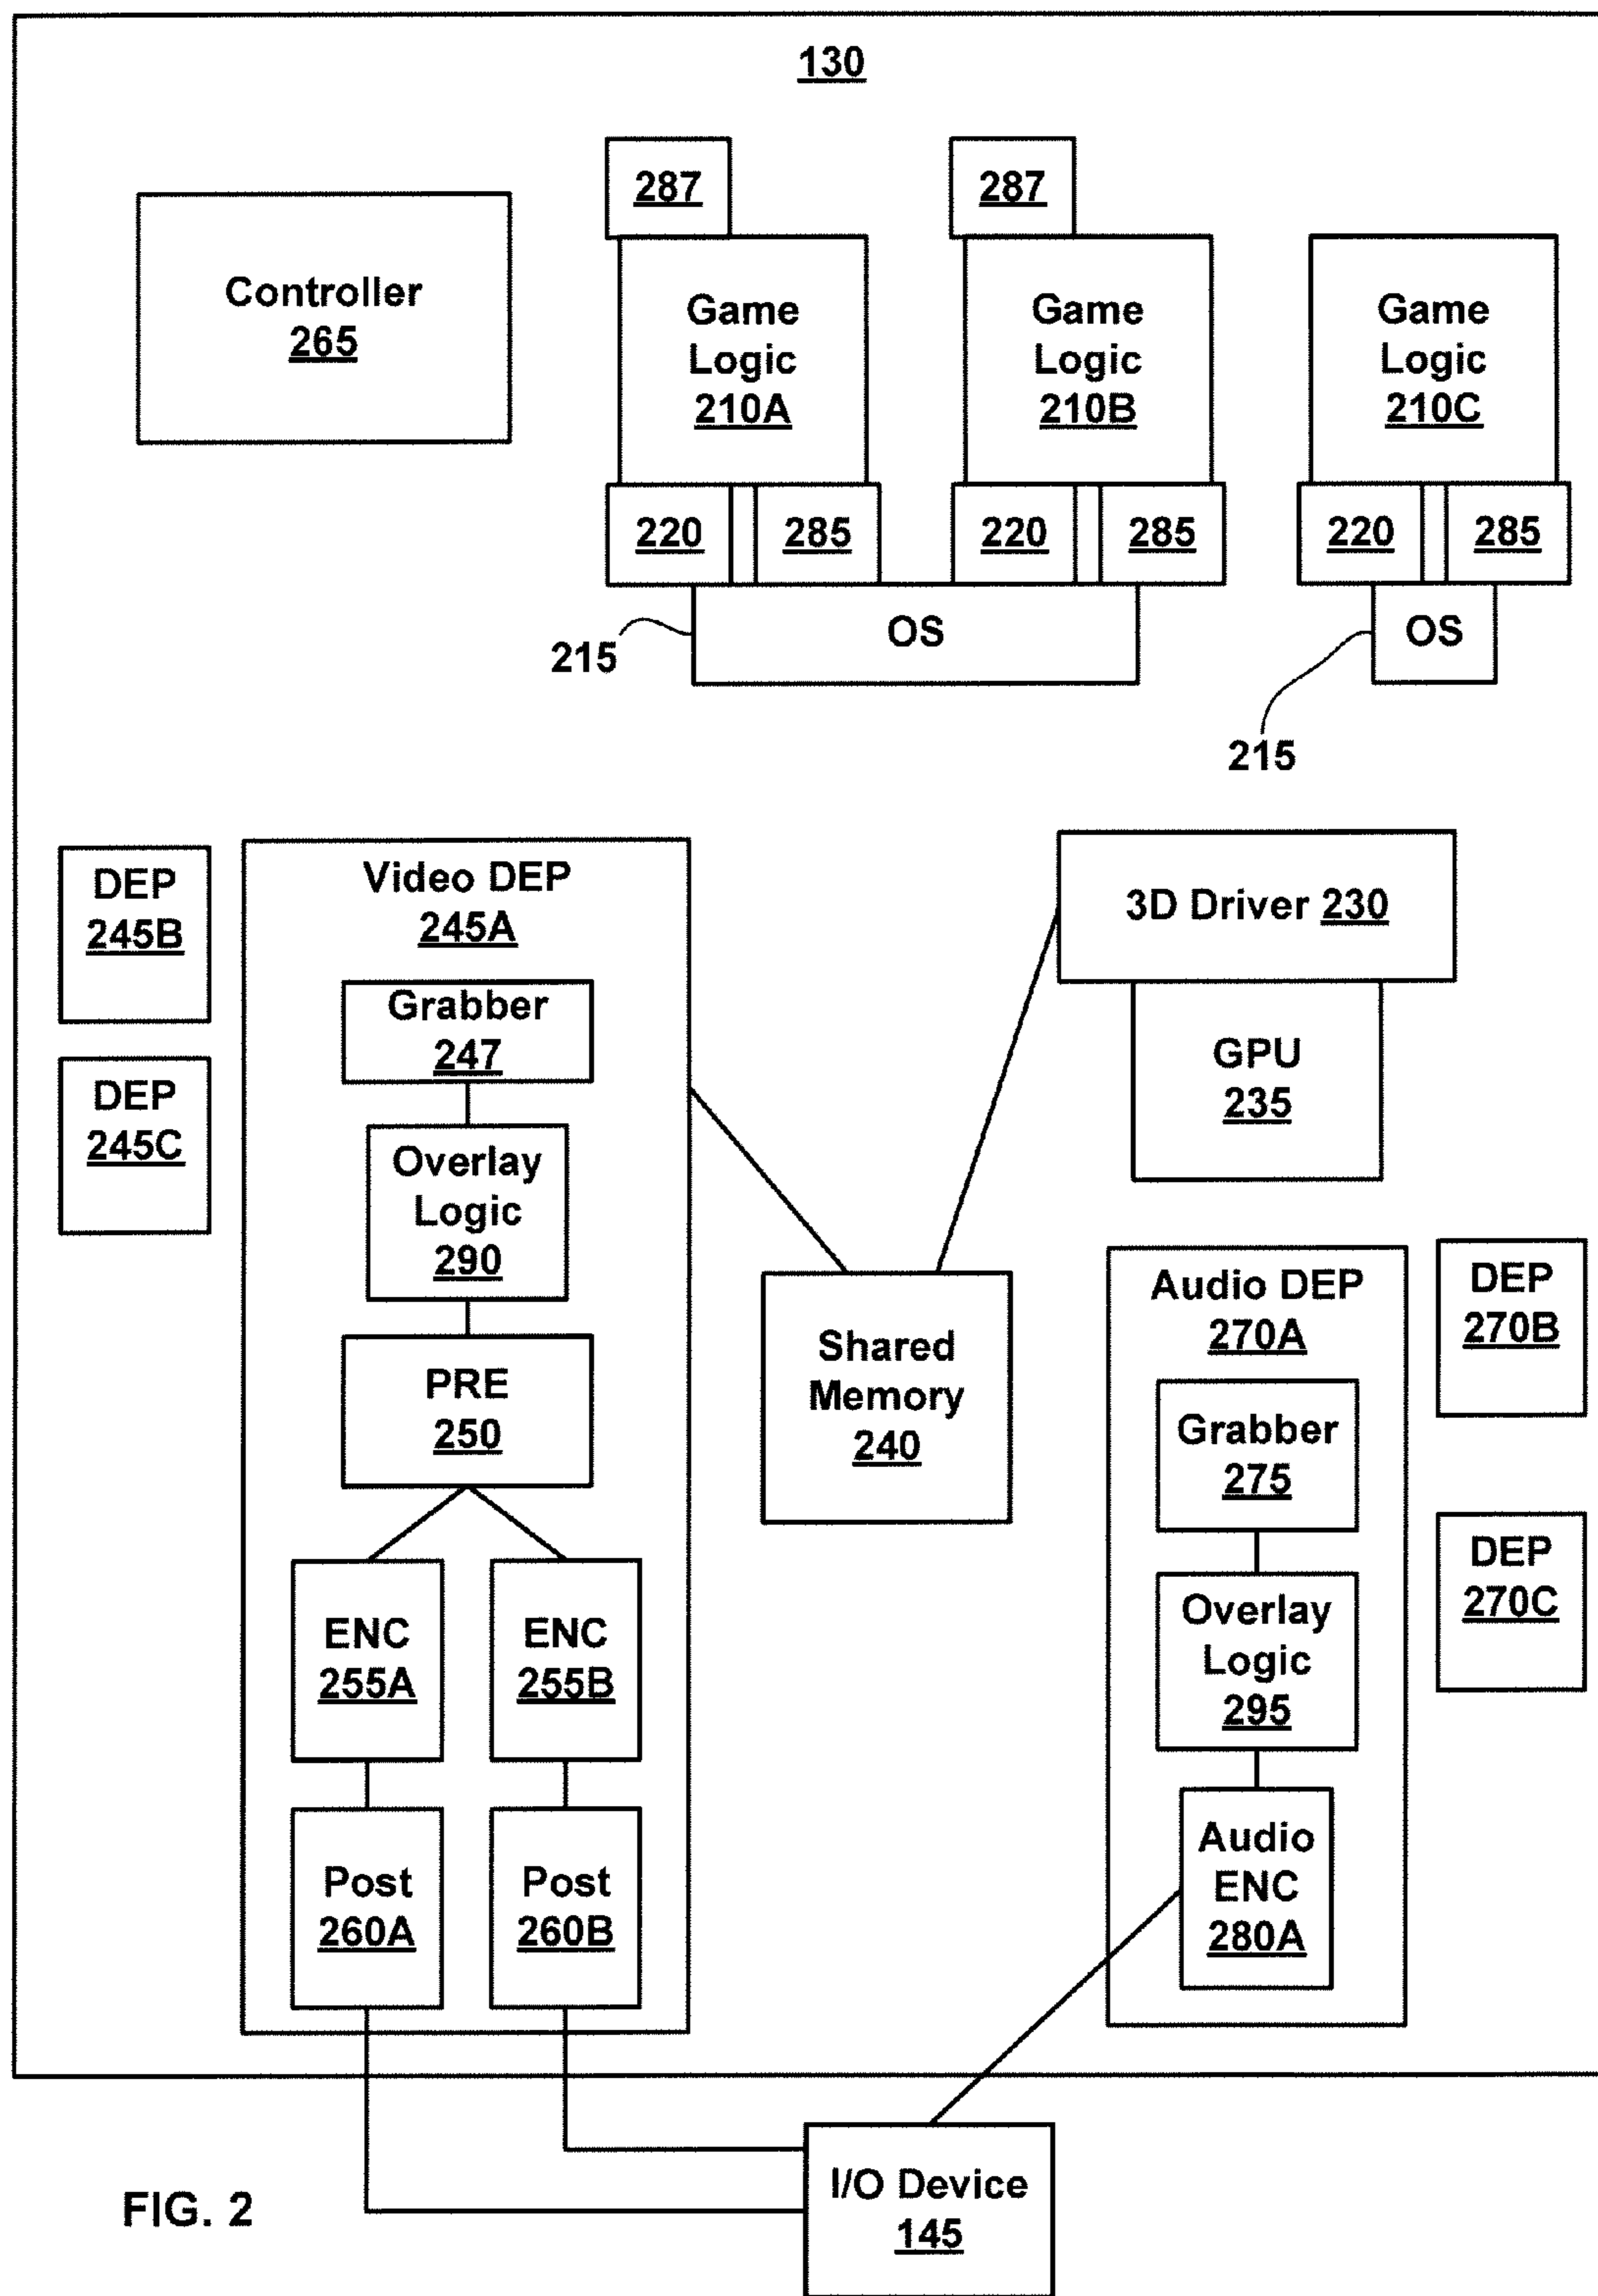 130
287
287
Controller
265
Game
Logic
210A
Game
Logic
210B
Game
Logic
210C
220
285
220
285
220
285
OS
215
OS
215
DEP
245B
DEP
245C
Video DEP
245A
Grabber
247
Overlay
Logic
290
PRE
250
ENC
255A
ENC
255B
Post
260A
Post
260B
3D Driver 230
GPU
235
Shared
Memory
240
Audio DEP
270A
Grabber
275
Overlay
Logic
295
Audio
ENC
280A
DEP
270B
DEP
270C
I/O Device
145
FIG. 2